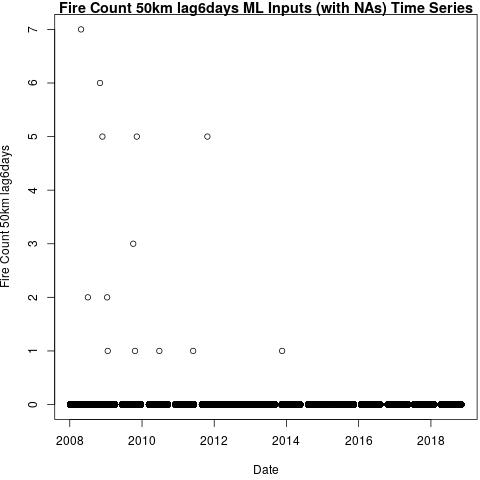 Fire Count 50km lag6days ML Inputs (with NAs) Time Series
Fire Count 50km lag6days
7
6
5
4
3
2
1
0
2008 2010 2012 2014 2016 2018
Date